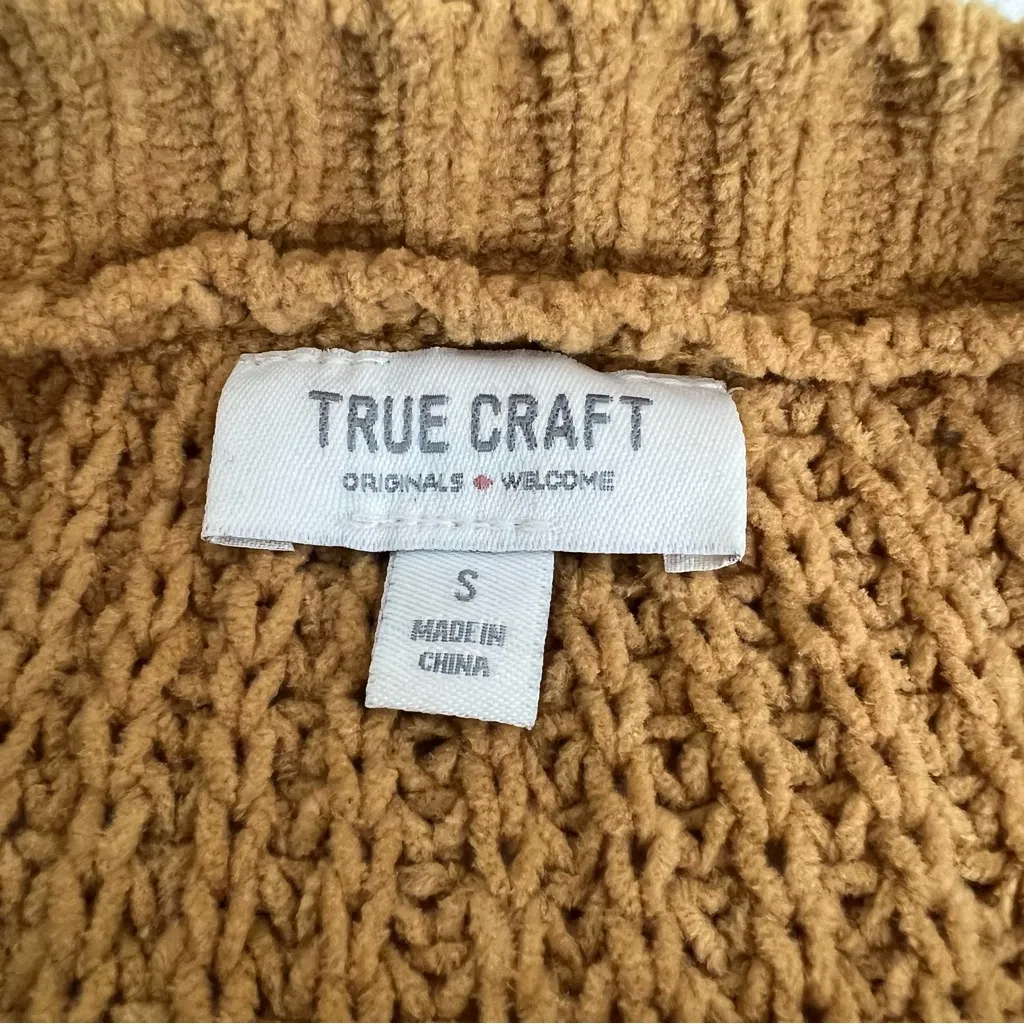 TRUE CRAFT
ORIGINALS • WELCOME
S
MADE IN
CHINA